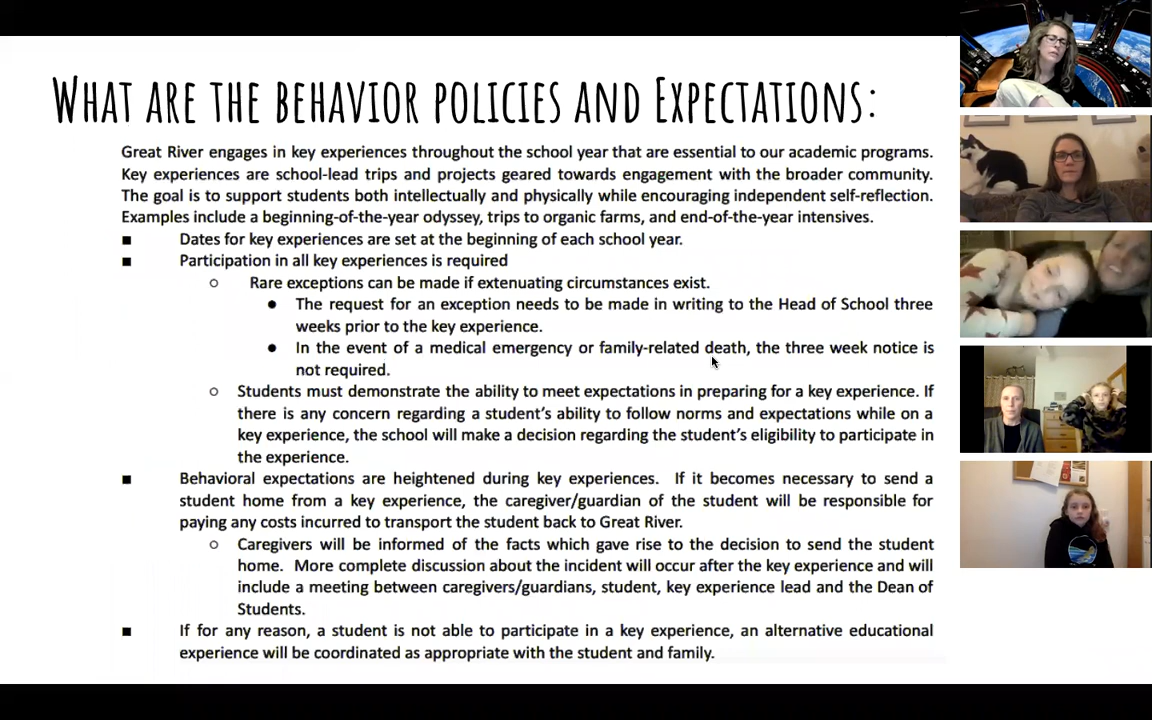 WHAT ARE THE BEHAVIOR POLICIES AND EXPECTATIONS:
Great River engages in key experiences throughout the school year that are essential to our academic programs.
Key experiences are school-lead trips and projects geared towards engagement with the broader community.
The goal is to support students both intellectually and physically while encouraging independent self-reflection.
Examples include a beginning-of-the-year odyssey, trips to organic farms, and end-of-the-year intensives.
■ Dates for key experiences are set at the beginning of each school year.
■ Participation in all key experiences is required
○ Rare exceptions can be made if extenuating circumstances exist.
● The request for an exception needs to be made in writing to the Head of School three
weeks prior to the key experience.
● In the event of a medical emergency or family-related death, the three week notice is
not required.
○ Students must demonstrate the ability to meet expectations in preparing for a key experience. If
there is any concern regarding a student's ability to follow norms and expectations while on a
key experience, the school will make a decision regarding the student's eligibility to participate in
the experience.
■ Behavioral expectations are heightened during key experiences. If it becomes necessary to send a
student home from a key experience, the caregiver/guardian of the student will be responsible for
paying any costs incurred to transport the student back to Great River.
○ Caregivers will be informed of the facts which gave rise to the decision to send the student
home. More complete discussion about the incident will occur after the key experience and will
include a meeting between caregivers/guardians, student, key experience lead and the Dean of
Students.
■ If for any reason, a student is not able to participate in a key experience, an alternative educational
experience will be coordinated as appropriate with the student and family.